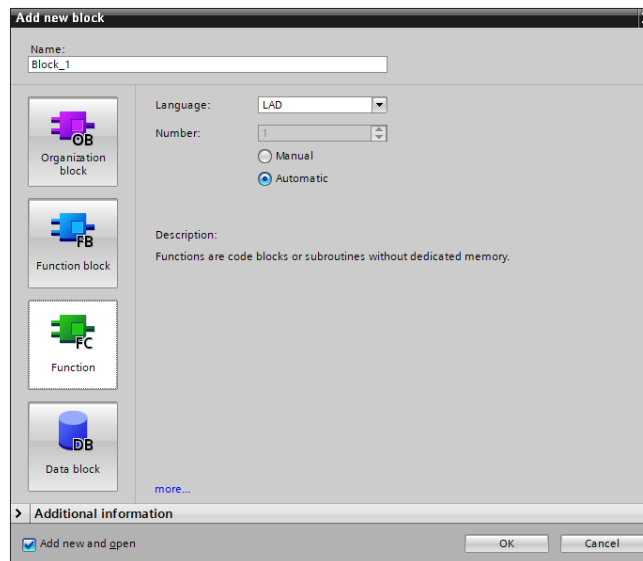 Add new block
Name:
Block_1
OB
Organization
block
FB
Function block
FC
Function
DB
Data block
Language:
LAD
Number:
1
Manual
Automatic
Description:
Functions are code blocks or subroutines without dedicated memory.
more...
> Additional information
Add new and open
OK
Cancel